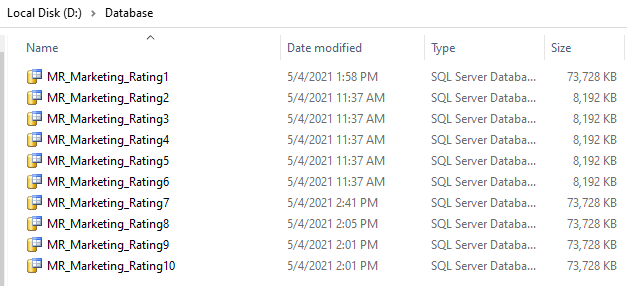 Local Disk (D:) > Database
Name Date modified Type Size
MR_Marketing_Rating1 5/4/2021 1:58 PM SQL Server Databa... 73,728 KB
MR_Marketing_Rating2 5/4/2021 11:37 AM SQL Server Databa... 8,192 KB
MR_Marketing_Rating3 5/4/2021 11:37 AM SQL Server Databa... 8,192 KB
MR_Marketing_Rating4 5/4/2021 11:37 AM SQL Server Databa... 8,192 KB
MR_Marketing_Rating5 5/4/2021 11:37 AM SQL Server Databa... 8,192 KB
MR_Marketing_Rating6 5/4/2021 11:37 AM SQL Server Databa... 8,192 KB
MR_Marketing_Rating7 5/4/2021 2:41 PM SQL Server Databa... 73,728 KB
MR_Marketing_Rating8 5/4/2021 2:05 PM SQL Server Databa... 73,728 KB
MR_Marketing_Rating9 5/4/2021 2:01 PM SQL Server Databa... 73,728 KB
MR_Marketing_Rating10 5/4/2021 2:01 PM SQL Server Databa... 73,728 KB